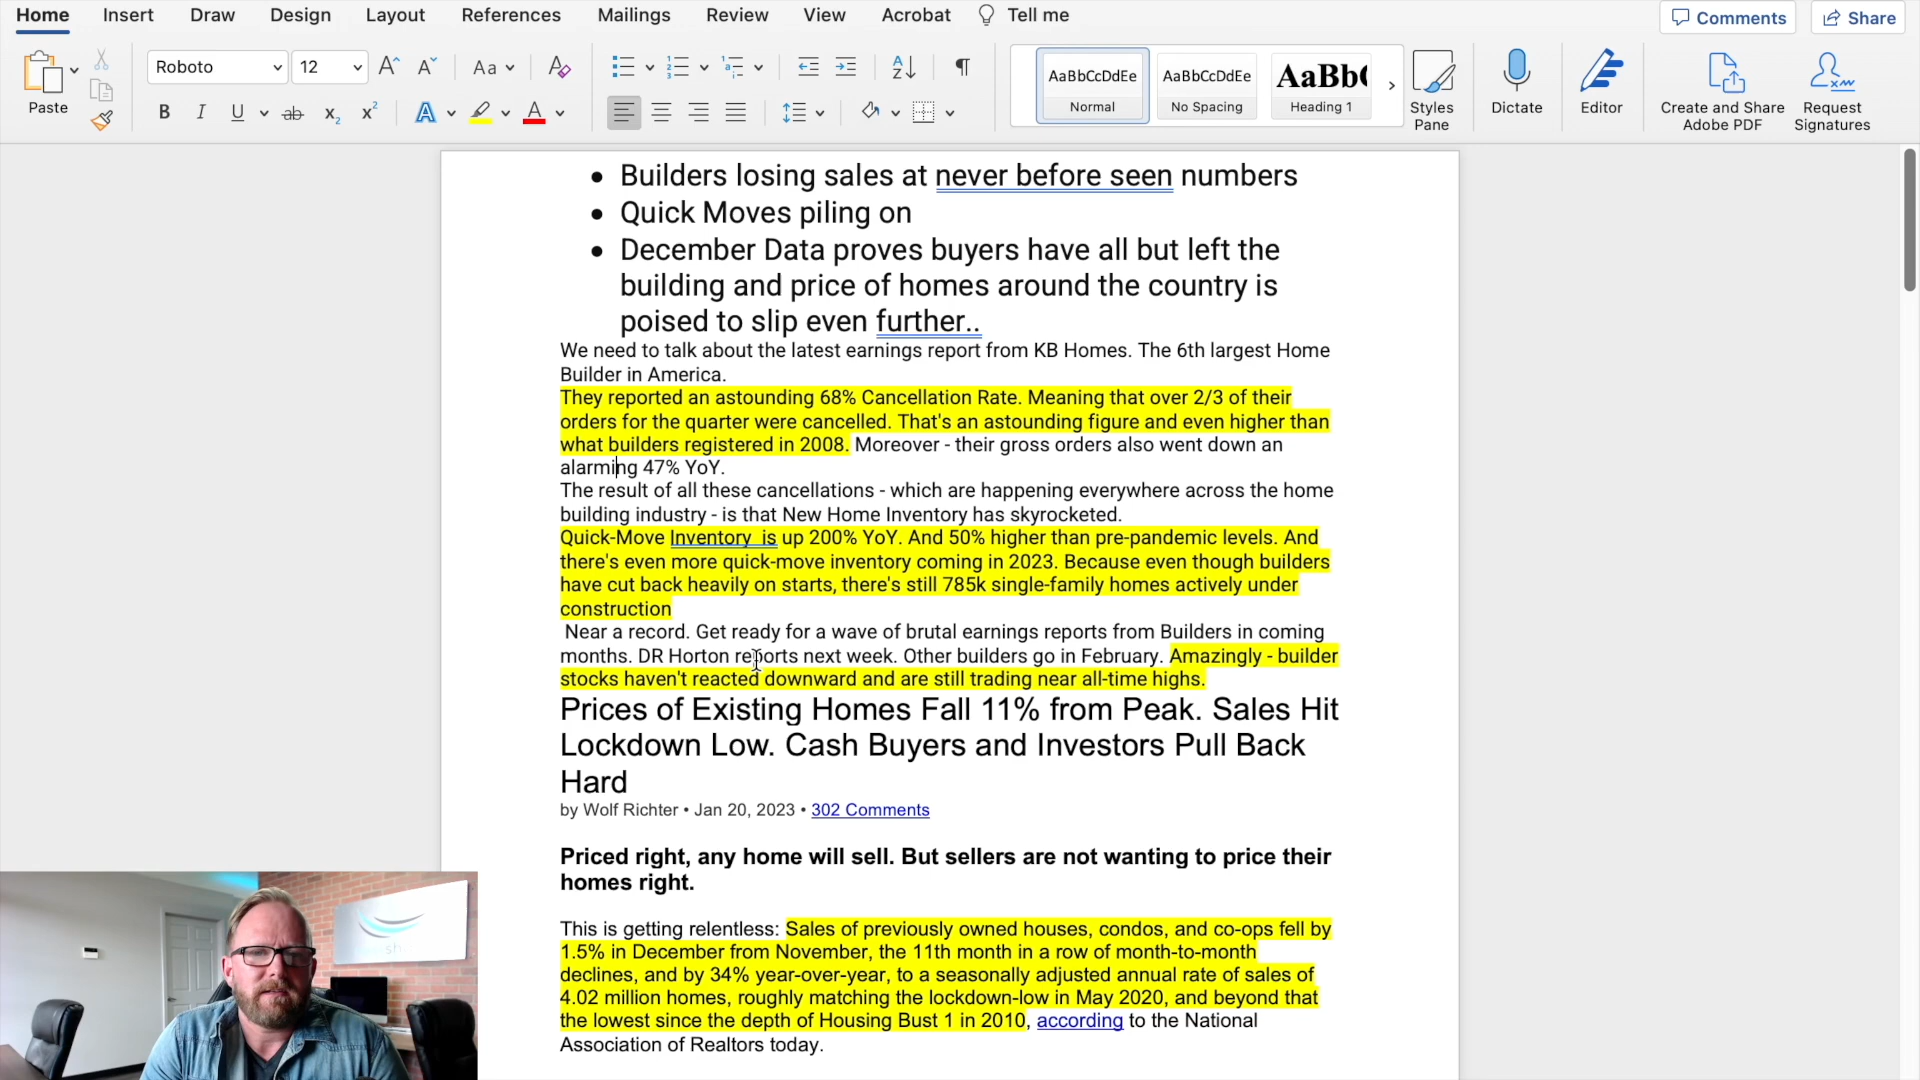 Home Insert Draw Design Layout References Mailings Review View Acrobat Tell me Comments Share
Paste
Roboto 12 Aa
B I U ab x2 x2 A A
AaBbCcDdEe AaBbCcDdEe AaBb(
Normal No Spacing Heading 1
Styles Pane
Dictate
Editor
Create and Share Adobe PDF
Request Signatures
• Builders losing sales at never before seen numbers
• Quick Moves piling on
• December Data proves buyers have all but left the
building and price of homes around the country is
poised to slip even further..
We need to talk about the latest earnings report from KB Homes. The 6th largest Home
Builder in America.
They reported an astounding 68% Cancellation Rate. Meaning that over 2/3 of their
orders for the quarter were cancelled. That's an astounding figure and even higher than
what builders registered in 2008. Moreover - their gross orders also went down an
alarming 47% YoY.
The result of all these cancellations - which are happening everywhere across the home
building industry - is that New Home Inventory has skyrocketed.
Quick-Move Inventory is up 200% YoY. And 50% higher than pre-pandemic levels. And
there's even more quick-move inventory coming in 2023. Because even though builders
have cut back heavily on starts, there's still 785k single-family homes actively under
construction
Near a record. Get ready for a wave of brutal earnings reports from Builders in coming
months. DR Horton reports next week. Other builders go in February. Amazingly - builder
stocks haven't reacted downward and are still trading near all-time highs.
Prices of Existing Homes Fall 11% from Peak. Sales Hit
Lockdown Low. Cash Buyers and Investors Pull Back
Hard
by Wolf Richter • Jan 20, 2023 • 302 Comments
Priced right, any home will sell. But sellers are not wanting to price their
homes right.
This is getting relentless: Sales of previously owned houses, condos, and co-ops fell by
1.5% in December from November, the 11th month in a row of month-to-month
declines, and by 34% year-over-year, to a seasonally adjusted annual rate of sales of
4.02 million homes, roughly matching the lockdown-low in May 2020, and beyond that
the lowest since the depth of Housing Bust 1 in 2010, according to the National
Association of Realtors today.